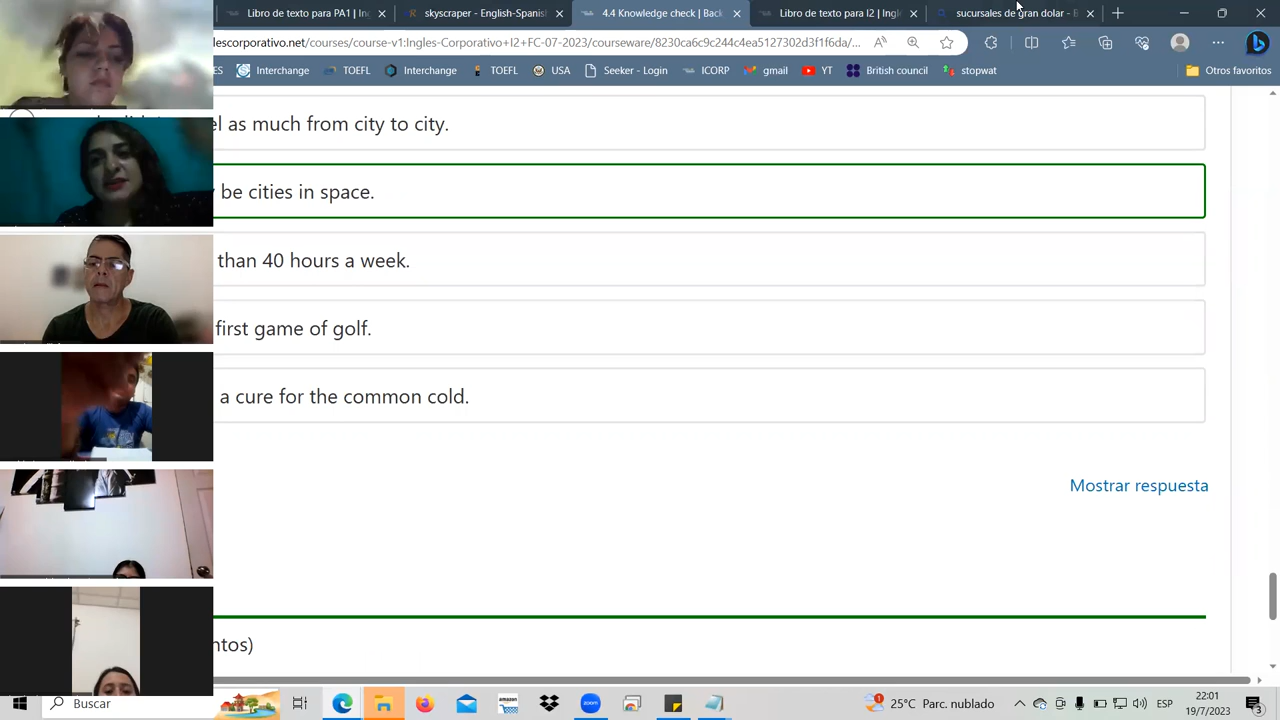 Libro de texto para PA1 | Ing
skyscraper - English-Spanis
4.4 Knowledge check | Back
Libro de texto para I2 | Ingle
sucursales de gran dolar - B
lescorporativo.net/courses/course-v1:Ingles-Corporativo+I2+FC-07-2023/courseware/8230ca6c9c244c4ea5127302d3f1f6da/...
ES
Interchange
TOEFL
Interchange
TOEFL
USA
Seeker - Login
ICORP
gmail
YT
British council
stopwat
Otros favoritos
el as much from city to city.
be cities in space.
than 40 hours a week.
first game of golf.
a cure for the common cold.
Mostrar respuesta
ntos)
Buscar
25°C Parc. nublado
ESP
22:01
19/7/2023